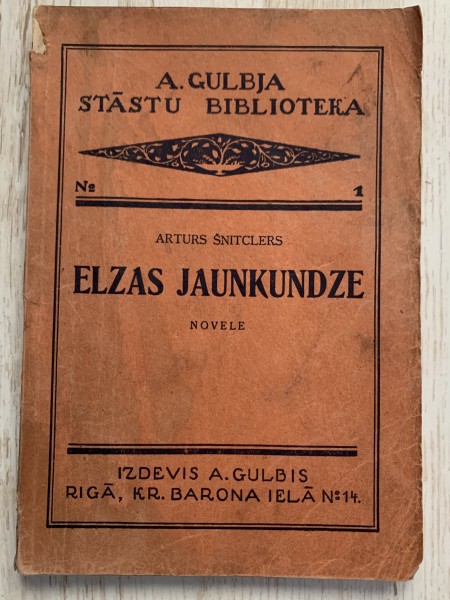 A. GULBJA
STĀSTU BIBLIOTEKA
№ 1
ARTURS ŠNITCLERS
ELZAS JAUNKUNDZE
NOVELE
IZDEVIS A. GULBIS
RIGĀ, KR. BARONA IELĀ № 14.